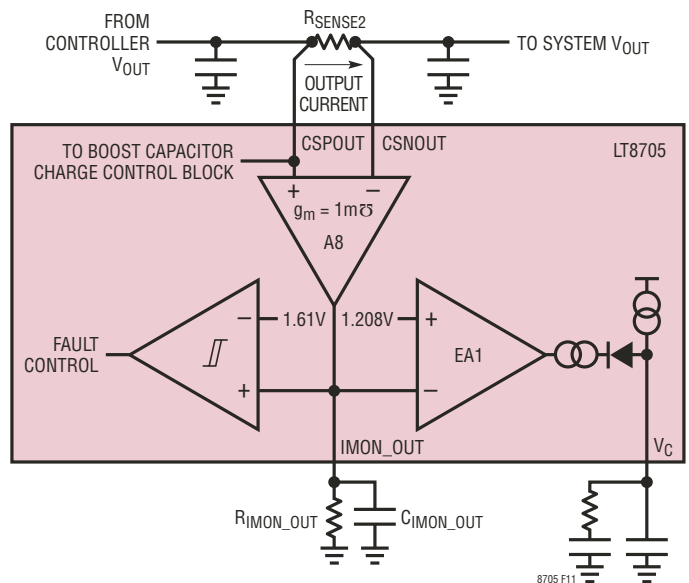 FROM
CONTROLLER
VOUT
RSENSE2
TO SYSTEM VOUT
OUTPUT
CURRENT
CSPOUT
CSNOUT
LT8705
TO BOOST CAPACITOR
CHARGE CONTROL BLOCK
+
–
gm = 1m℧
A8
FAULT
CONTROL
–
1.61V
1.208V
+
EA1
+
–
IMON_OUT
VC
RIMON_OUT
CIMON_OUT
8705 F11